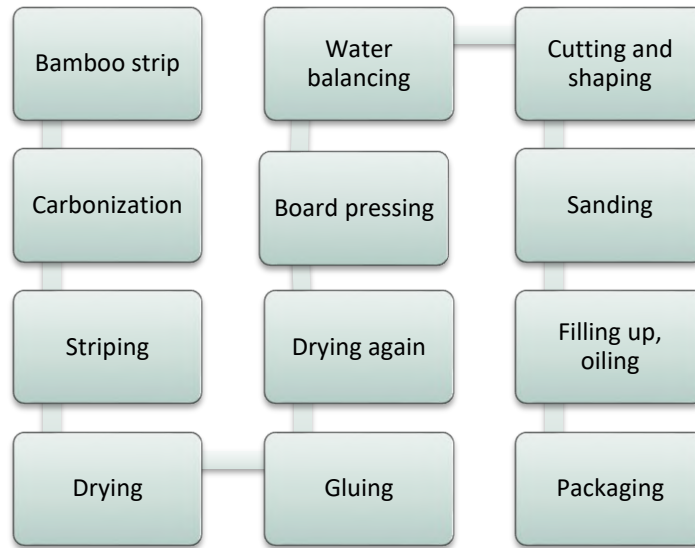 Bamboo strip
Carbonization
Striping
Drying
Gluing
Drying again
Board pressing
Water
balancing
Cutting and
shaping
Sanding
Filling up,
oiling
Packaging